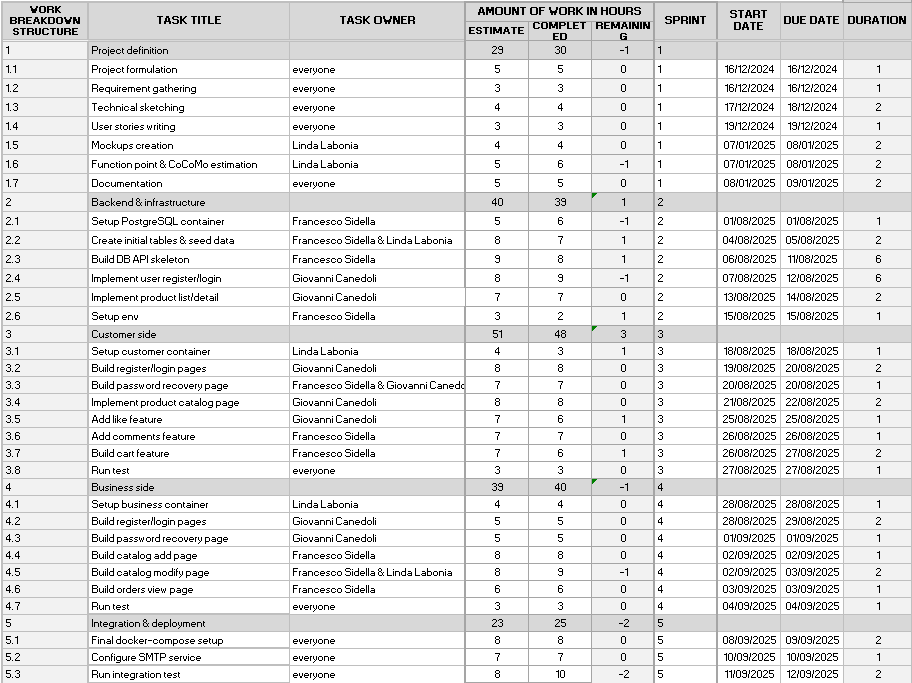 WORK BREAKDOWN STRUCTURE TASK TITLE TASK OWNER AMOUNT OF WORK IN HOURS SPRINT START DATE DUE DATE DURATION
ESTIMATE COMPLETED REMAINING
1 Project definition 29 30 -1 1
1.1 Project formulation everyone 5 5 0 1 16/12/2024 16/12/2024 1
1.2 Requirement gathering everyone 3 3 0 1 16/12/2024 16/12/2024 1
1.3 Technical sketching everyone 4 4 0 1 17/12/2024 18/12/2024 2
1.4 User stories writing everyone 3 3 0 1 19/12/2024 19/12/2024 1
1.5 Mockups creation Linda Labonia 4 4 0 1 07/01/2025 08/01/2025 2
1.6 Function point & CoCoMo estimation Linda Labonia 5 6 -1 1 07/01/2025 08/01/2025 2
1.7 Documentation everyone 5 5 0 1 08/01/2025 09/01/2025 2
2 Backend & infrastructure 40 39 1 2
2.1 Setup PostgreSQL container Francesco Sidella 5 6 -1 2 01/08/2025 01/08/2025 1
2.2 Create initial tables & seed data Francesco Sidella & Linda Labonia 8 7 1 2 04/08/2025 05/08/2025 2
2.3 Build DB API skeleton Francesco Sidella 9 8 1 2 06/08/2025 11/08/2025 6
2.4 Implement user register/login Giovanni Canedoli 8 9 -1 2 07/08/2025 12/08/2025 6
2.5 Implement product list/detail Giovanni Canedoli 7 7 0 2 13/08/2025 14/08/2025 2
2.6 Setup env Francesco Sidella 3 2 1 2 15/08/2025 15/08/2025 1
3 Customer side 51 48 3 3
3.1 Setup customer container Linda Labonia 4 3 1 3 18/08/2025 18/08/2025 1
3.2 Build register/login pages Giovanni Canedoli 8 8 0 3 19/08/2025 20/08/2025 2
3.3 Build password recovery page Francesco Sidella & Giovanni Canedo 7 7 0 3 20/08/2025 20/08/2025 1
3.4 Implement product catalog page Giovanni Canedoli 8 8 0 3 21/08/2025 22/08/2025 2
3.5 Add like feature Giovanni Canedoli 7 6 1 3 25/08/2025 25/08/2025 1
3.6 Add comments feature Francesco Sidella 7 7 0 3 26/08/2025 26/08/2025 1
3.7 Build cart feature Francesco Sidella 7 6 1 3 26/08/2025 27/08/2025 2
3.8 Run test everyone 3 3 0 3 27/08/2025 27/08/2025 1
4 Business side 39 40 -1 4
4.1 Setup business container Linda Labonia 4 4 0 4 28/08/2025 28/08/2025 1
4.2 Build register/login pages Giovanni Canedoli 5 5 0 4 28/08/2025 29/08/2025 2
4.3 Build password recovery page Giovanni Canedoli 5 5 0 4 01/09/2025 01/09/2025 1
4.4 Build catalog add page Francesco Sidella 8 8 0 4 02/09/2025 02/09/2025 1
4.5 Build catalog modify page Francesco Sidella & Linda Labonia 8 9 -1 4 02/09/2025 03/09/2025 2
4.6 Build orders view page Francesco Sidella 6 6 0 4 03/09/2025 03/09/2025 1
4.7 Run test everyone 3 3 0 4 04/09/2025 04/09/2025 1
5 Integration & deployment 23 25 -2 5
5.1 Final docker-compose setup everyone 8 8 0 5 08/09/2025 09/09/2025 2
5.2 Configure SMTP service everyone 7 7 0 5 10/09/2025 10/09/2025 1
5.3 Run integration test everyone 8 10 -2 5 11/09/2025 12/09/2025 2